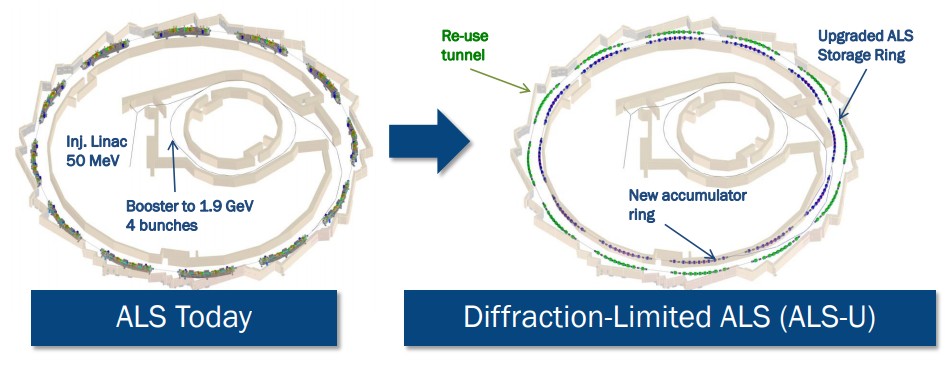 Re-use
tunnel
Upgraded ALS
Storage Ring
Inj. Linac
50 MeV
Booster to 1.9 GeV
4 bunches
New accumulator
ring
ALS Today
Diffraction-Limited ALS (ALS-U)